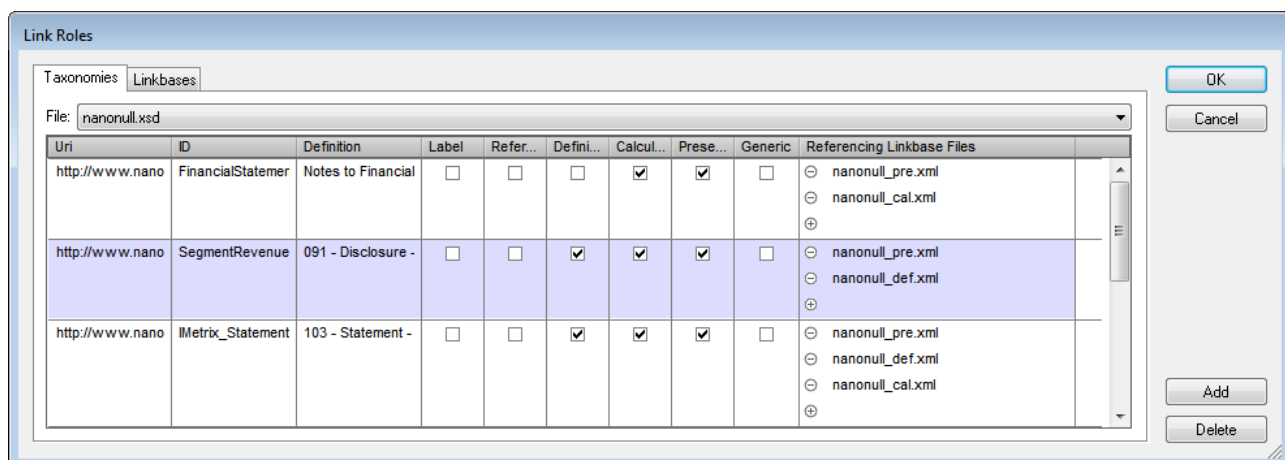 Link Roles
Taxonomies Linkbases
OK
File: nanonull.xsd
Cancel
Uri ID Definition Label Refer... Defini... Calcul... Prese... Generic Referencing Linkbase Files
http://www.nano FinancialStatemer Notes to Financial nanonull_pre.xml
nanonull_cal.xml
http://www.nano SegmentRevenue 091 - Disclosure - nanonull_pre.xml
nanonull_def.xml
http://www.nano IMetrix_Statement 103 - Statement - nanonull_pre.xml
nanonull_def.xml
nanonull_cal.xml
Add
Delete